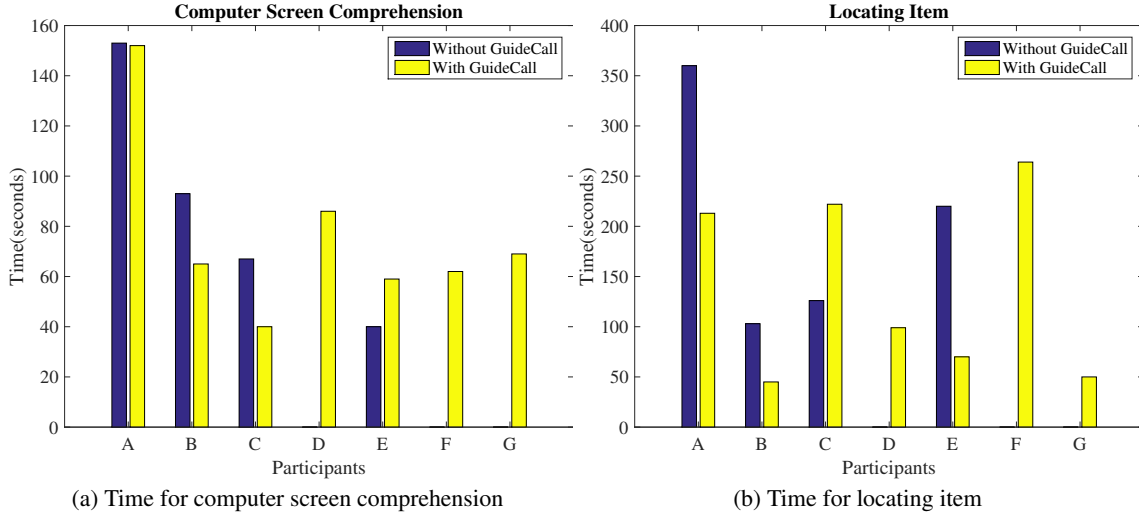 Computer Screen Comprehension
160
140
120
100
80
60
40
20
0
Time(seconds)
Without GuideCall
With GuideCall
A B C D E F G
Participants
(a) Time for computer screen comprehension
Locating Item
400
350
300
250
200
150
100
50
0
Time(seconds)
Without GuideCall
With GuideCall
A B C D E F G
Participants
(b) Time for locating item